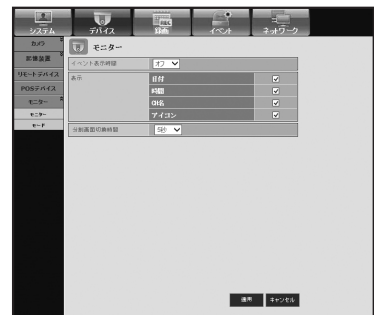 システム デバイス 録画 イベント ネットワーク
カメラ
モニター
影像装置
イベント表示時間 オフ
リモートデバイス
表示 日付
POSデバイス
時間
モニター
CH名
モニター
アイコン
モード
分割画面切換時間 5秒
適用 キャンセル